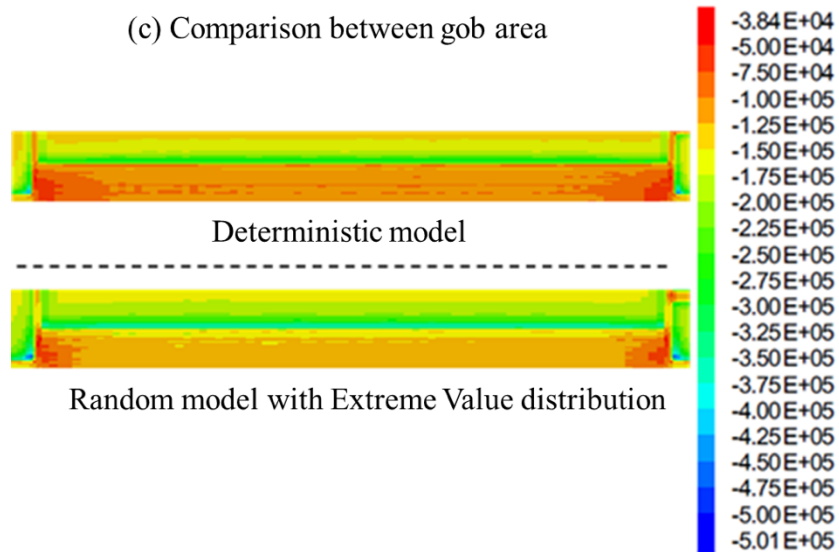 (c) Comparison between gob area
Deterministic model
Random model with Extreme Value distribution
-3.84E+04
-5.00E+04
-7.50E+04
-1.00E+05
-1.25E+05
-1.50E+05
-1.75E+05
-2.00E+05
-2.25E+05
-2.50E+05
-2.75E+05
-3.00E+05
-3.25E+05
-3.50E+05
-3.75E+05
-4.00E+05
-4.25E+05
-4.50E+05
-4.75E+05
-5.00E+05
-5.01E+05